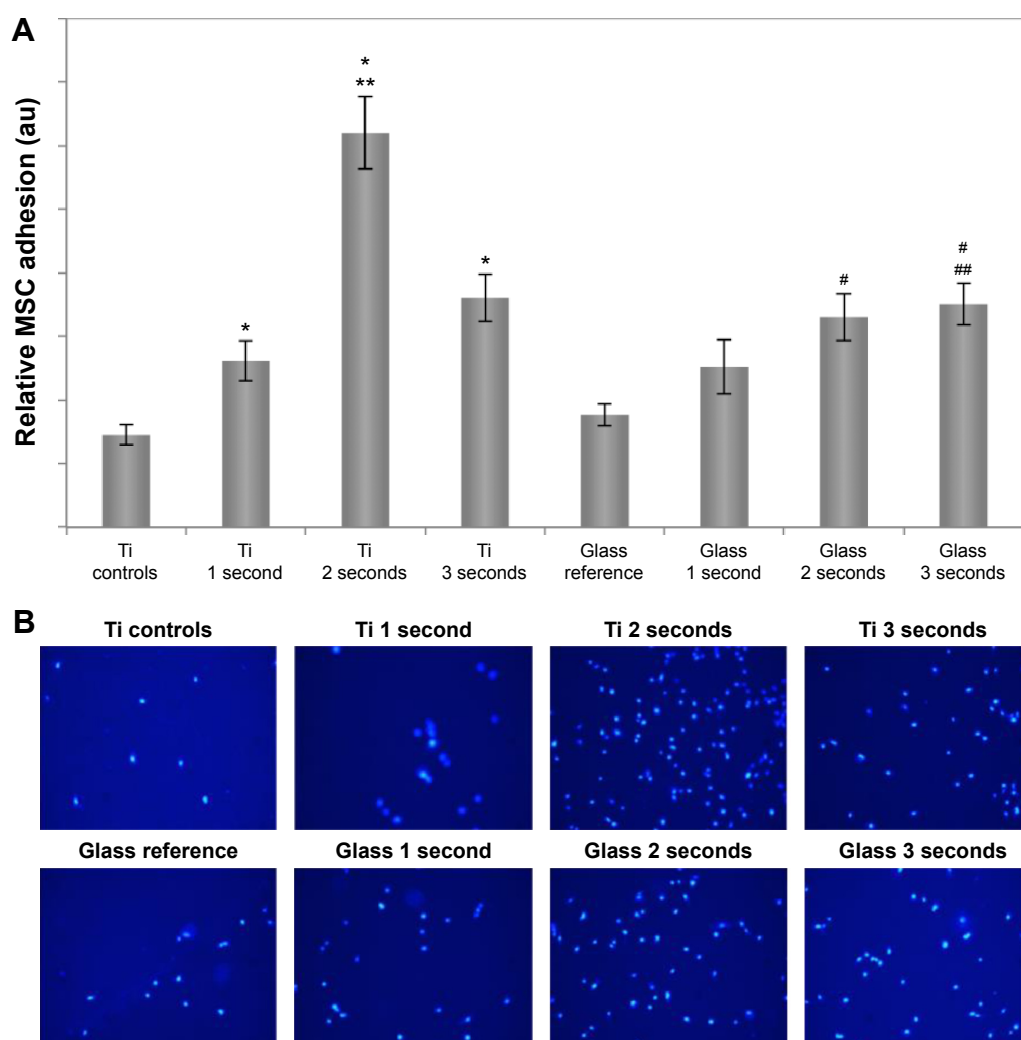 A
Relative MSC adhesion (au)
*
*
**
*
#
#
##
Ti
controls
Ti
1 second
Ti
2 seconds
Ti
3 seconds
Glass
reference
Glass
1 second
Glass
2 seconds
Glass
3 seconds
B
Ti controls
Ti 1 second
Ti 2 seconds
Ti 3 seconds
Glass reference
Glass 1 second
Glass 2 seconds
Glass 3 seconds